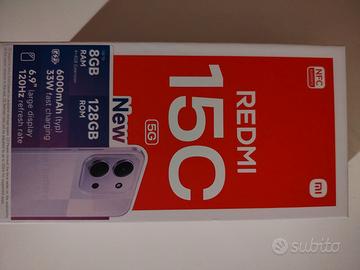 REDMI
15C
5G
NFC
New
8GB
RAM
128GB
ROM
6000mAh (typ)
33W fast charging
6.9" large display
120Hz refresh rate
subito